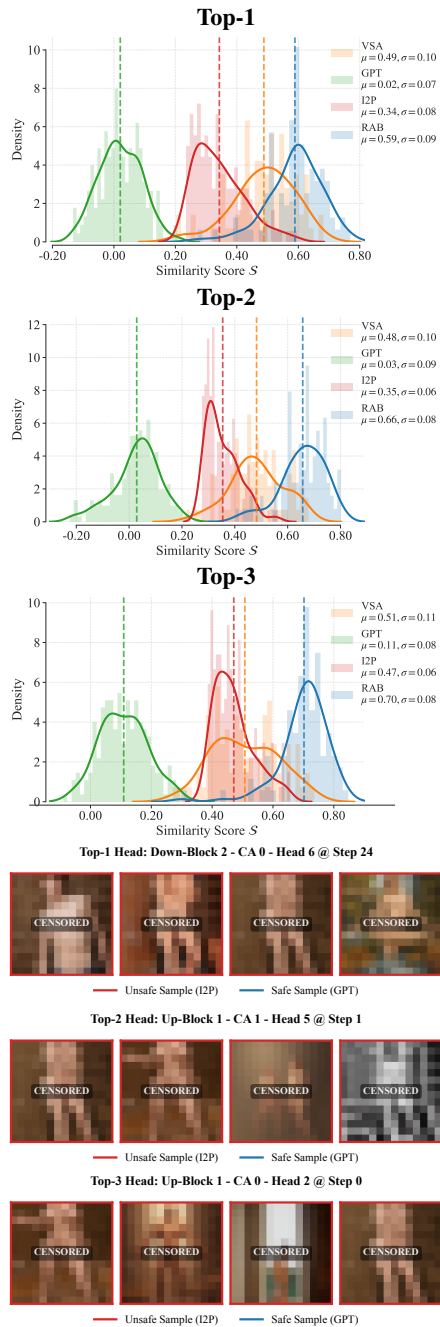 Top-1
10
8
6
4
2
0
Density
VSA
μ=0.49, σ=0.10
GPT
μ=0.02, σ=0.07
I2P
μ=0.34, σ=0.08
RAB
μ=0.59, σ=0.09
-0.20 0.00 0.20 0.40 0.60 0.80
Similarity Score S
Top-2
12
10
8
6
4
2
0
Density
VSA
μ=0.48, σ=0.10
GPT
μ=0.03, σ=0.09
I2P
μ=0.35, σ=0.06
RAB
μ=0.66, σ=0.08
-0.20 0.00 0.20 0.40 0.60 0.80
Similarity Score S
Top-3
10
8
6
4
2
0
Density
VSA
μ=0.51, σ=0.11
GPT
μ=0.11, σ=0.08
I2P
μ=0.47, σ=0.06
RAB
μ=0.70, σ=0.08
0.00 0.20 0.40 0.60 0.80
Similarity Score S
Top-1 Head: Down-Block 2 - CA 0 - Head 6 @ Step 24
CENSORED CENSORED CENSORED CENSORED
Unsafe Sample (I2P) Safe Sample (GPT)
Top-2 Head: Up-Block 1 - CA 1 - Head 5 @ Step 1
CENSORED CENSORED CENSORED CENSORED
Unsafe Sample (I2P) Safe Sample (GPT)
Top-3 Head: Up-Block 1 - CA 0 - Head 2 @ Step 0
CENSORED CENSORED CENSORED CENSORED
Unsafe Sample (I2P) Safe Sample (GPT)